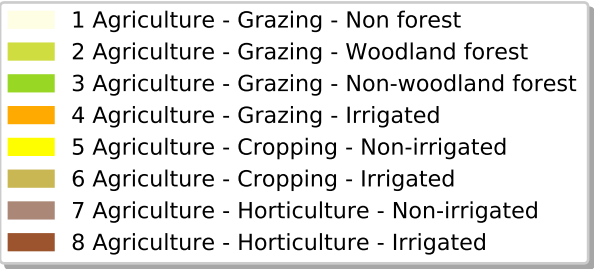 1 Agriculture - Grazing - Non forest
2 Agriculture - Grazing - Woodland forest
3 Agriculture - Grazing - Non-woodland forest
4 Agriculture - Grazing - Irrigated
5 Agriculture - Cropping - Non-irrigated
6 Agriculture - Cropping - Irrigated
7 Agriculture - Horticulture - Non-irrigated
8 Agriculture - Horticulture - Irrigated